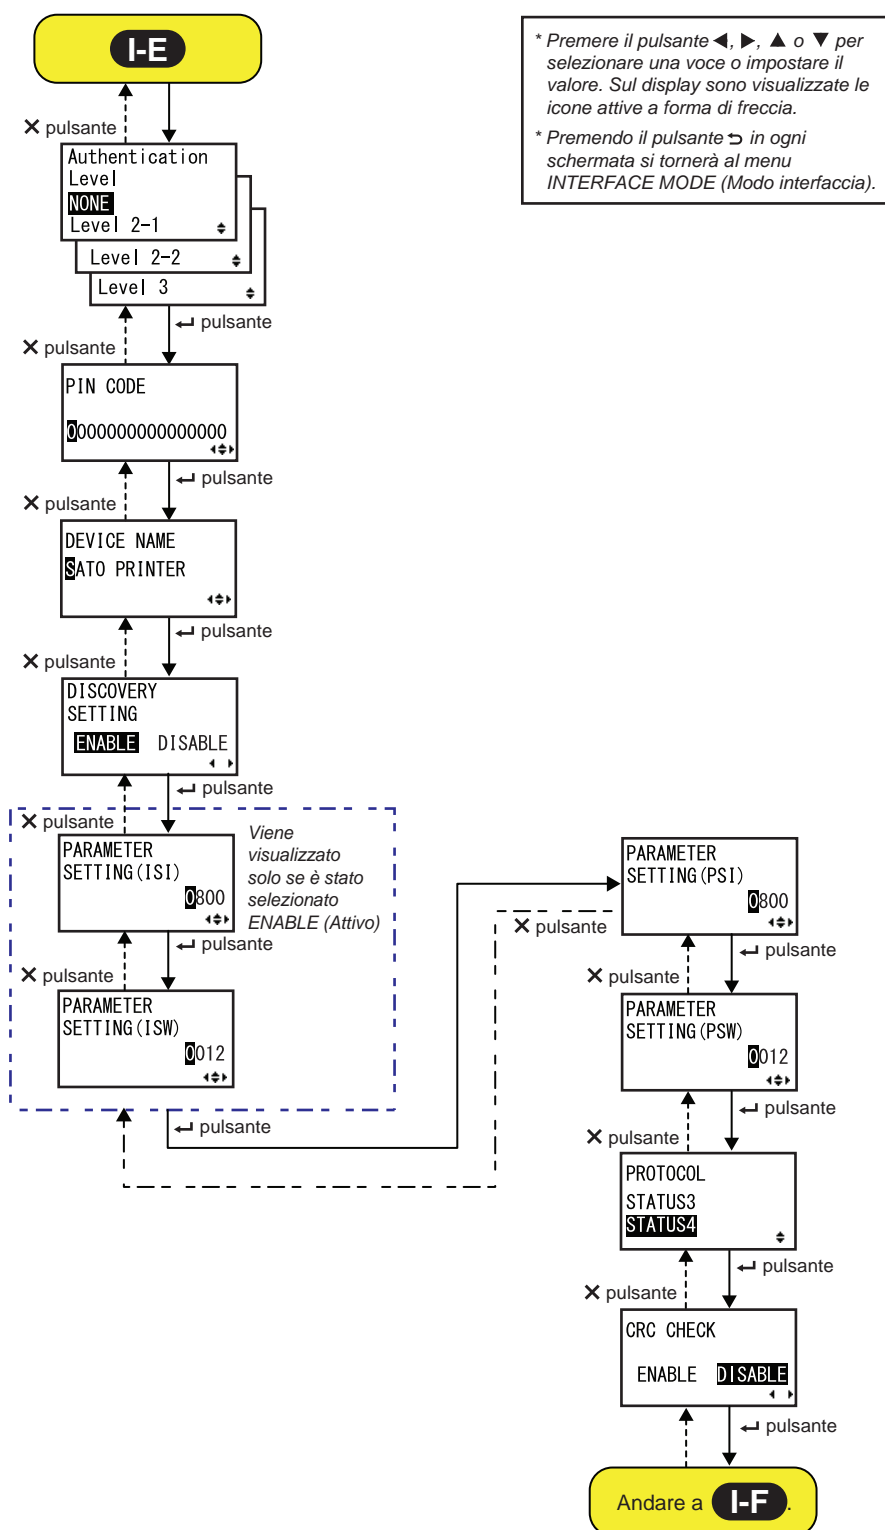 I-E
* Premere il pulsante ◀, ▶, ▲ o ▼ per
selezionare una voce o impostare il
valore. Sul display sono visualizzate le
icone attive a forma di freccia.
* Premendo il pulsante ⮌ in ogni
schermata si tornerà al menu
INTERFACE MODE (Modo interfaccia).
✕ pulsante
Authentication
Level
NONE
Level 2-1
Level 2-2
Level 3
↵ pulsante
✕ pulsante
PIN CODE
0000000000000000
↵ pulsante
✕ pulsante
DEVICE NAME
SATO PRINTER
↵ pulsante
✕ pulsante
DISCOVERY
SETTING
ENABLE DISABLE
↵ pulsante
✕ pulsante
PARAMETER
SETTING(ISI)
0800
Viene
visualizzato
solo se è stato
selezionato
ENABLE (Attivo)
↵ pulsante
✕ pulsante
PARAMETER
SETTING(ISW)
0012
↵ pulsante
PARAMETER
SETTING(PSI)
0800
✕ pulsante
↵ pulsante
✕ pulsante
PARAMETER
SETTING(PSW)
0012
↵ pulsante
✕ pulsante
PROTOCOL
STATUS3
STATUS4
↵ pulsante
✕ pulsante
CRC CHECK
ENABLE DISABLE
↵ pulsante
Andare a I-F .